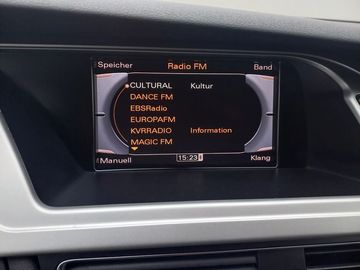 Speicher Radio FM Band
CULTURAL Kultur
DANCE FM
EBSRadio
EUROPAFM
KVRRADIO Information
MAGIC FM
Manuell 15:23 Klang